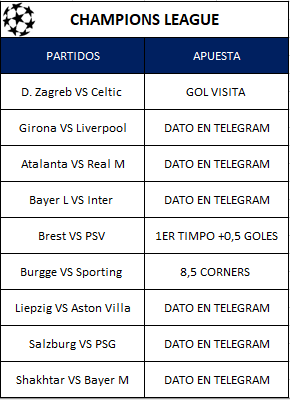 CHAMPIONS LEAGUE
PARTIDOS APUESTA
D. Zagreb VS Celtic GOL VISITA
Girona VS Liverpool DATO EN TELEGRAM
Atalanta VS Real M DATO EN TELEGRAM
Bayer L VS Inter DATO EN TELEGRAM
Brest VS PSV 1ER TIMPO +0,5 GOLES
Burgge VS Sporting 8,5 CORNERS
Liepzig VS Aston Villa DATO EN TELEGRAM
Salzburg VS PSG DATO EN TELEGRAM
Shakhtar VS Bayer M DATO EN TELEGRAM